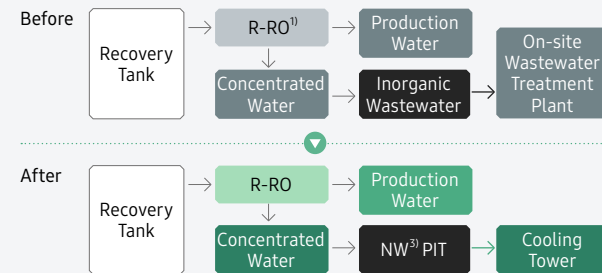 Before
Recovery
Tank
R-RO1)
Production
Water
Concentrated
Water
Inorganic
Wastewater
On-site
Wastewater
Treatment
Plant
After
Recovery
Tank
R-RO
Production
Water
Concentrated
Water
NW3) PIT
Cooling
Tower